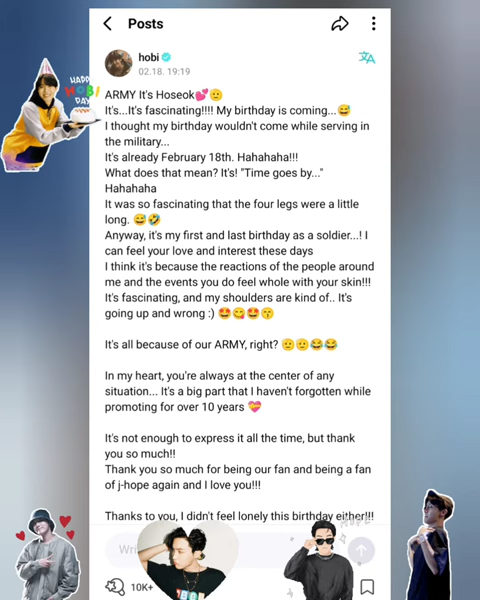 Posts
hobi
02.18. 19:19
HAPPY
HOBI
DAY
ARMY It's Hoseok💕🫡
It's...It's fascinating!!!! My birthday is coming...😅
I thought my birthday wouldn't come while serving in
the military...
It's already February 18th. Hahahaha!!!
What does that mean? It's! "Time goes by..."
Hahahaha
It was so fascinating that the four legs were a little
long. 😅🤣
Anyway, it's my first and last birthday as a soldier...! I
can feel your love and interest these days
I think it's because the reactions of the people around
me and the events you do feel whole with your skin!!!
It's fascinating, and my shoulders are kind of.. It's
going up and wrong :) 🤩😋🤩😙
It's all because of our ARMY, right? 🫡🫡😂😂
In my heart, you're always at the center of any
situation... It's a big part that I haven't forgotten while
promoting for over 10 years 💝
It's not enough to express it all the time, but thank
you so much!!
Thank you so much for being our fan and being a fan
of j-hope again and I love you!!!
Thanks to you, I didn't feel lonely this birthday either!!!
HOPE
Wri
10K+